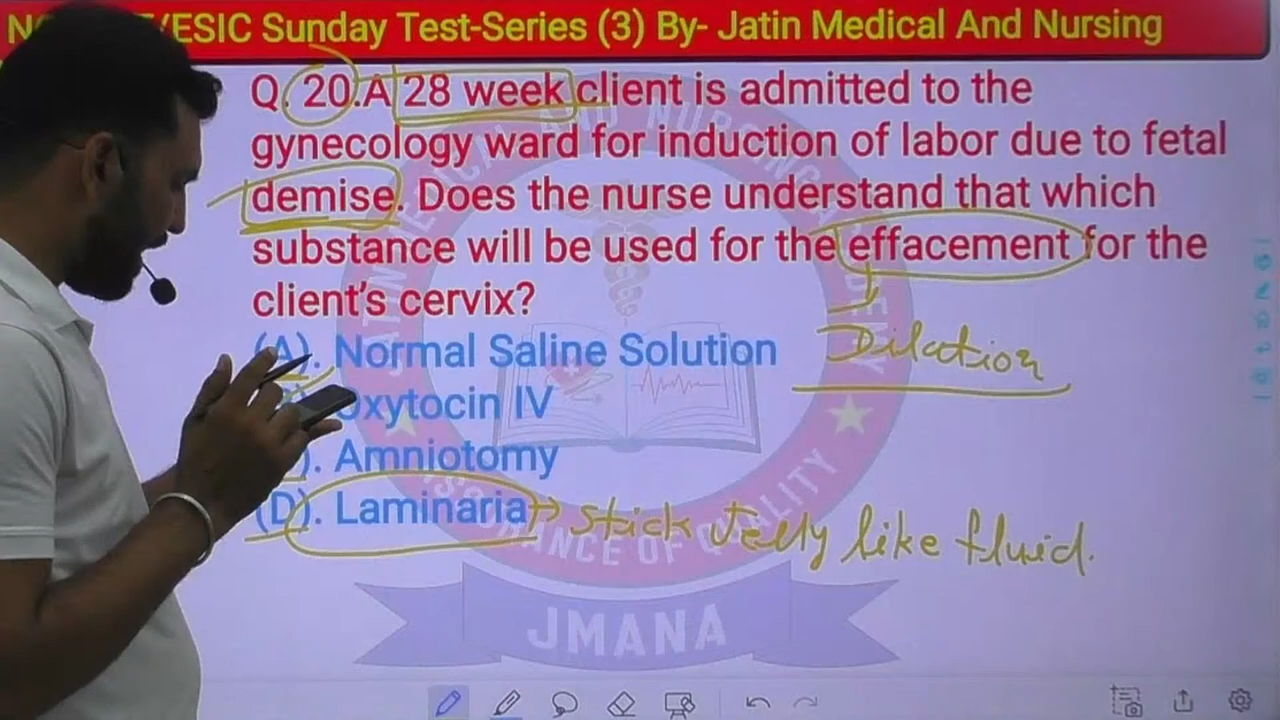 /ESIC Sunday Test-Series (3) By- Jatin Medical And Nursing
Q. 20.A 28 week client is admitted to the
gynecology ward for induction of labor due to fetal
demise. Does the nurse understand that which
substance will be used for the effacement for the
client's cervix?
(A). Normal Saline Solution
Oxytocin IV
). Amniotomy
(D). Laminaria → stick Jelly like fluid.
Dilation
ASSURANCE OF QUALITY
JMANA